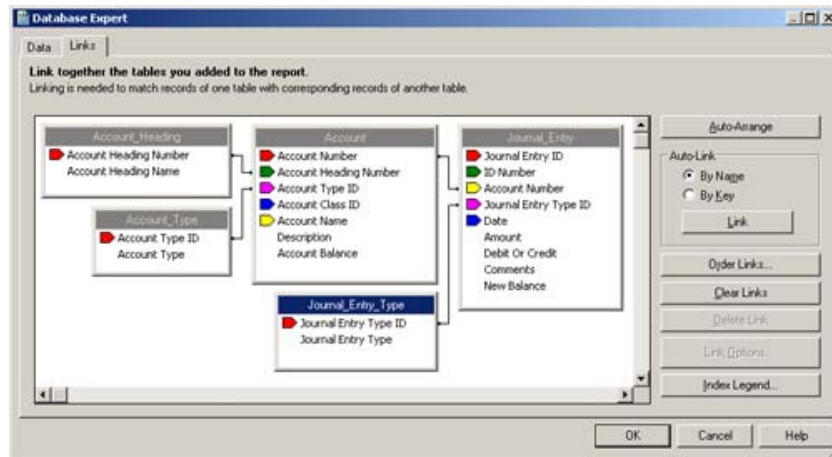 Database Expert
Data
Links
Link together the tables you added to the report.
Linking is needed to match records of one table with corresponding records of another table.
Account_Heading
Account Heading Number
Account Heading Name
Account_Type
Account Type ID
Account Type
Account
Account Number
Account Heading Number
Account Type ID
Account Class ID
Account Name
Description
Account Balance
Journal_Entry_Type
Journal Entry Type ID
Journal Entry Type
Journal_Entry
Journal Entry ID
ID Number
Account Number
Journal Entry Type ID
Date
Amount
Debit Or Credit
Comments
New Balance
Auto-Arrange
Auto-Link
By Name
By Key
Link
Order Links...
Clear Links
Delete Link
Link Options...
Index Legend...
OK
Cancel
Help